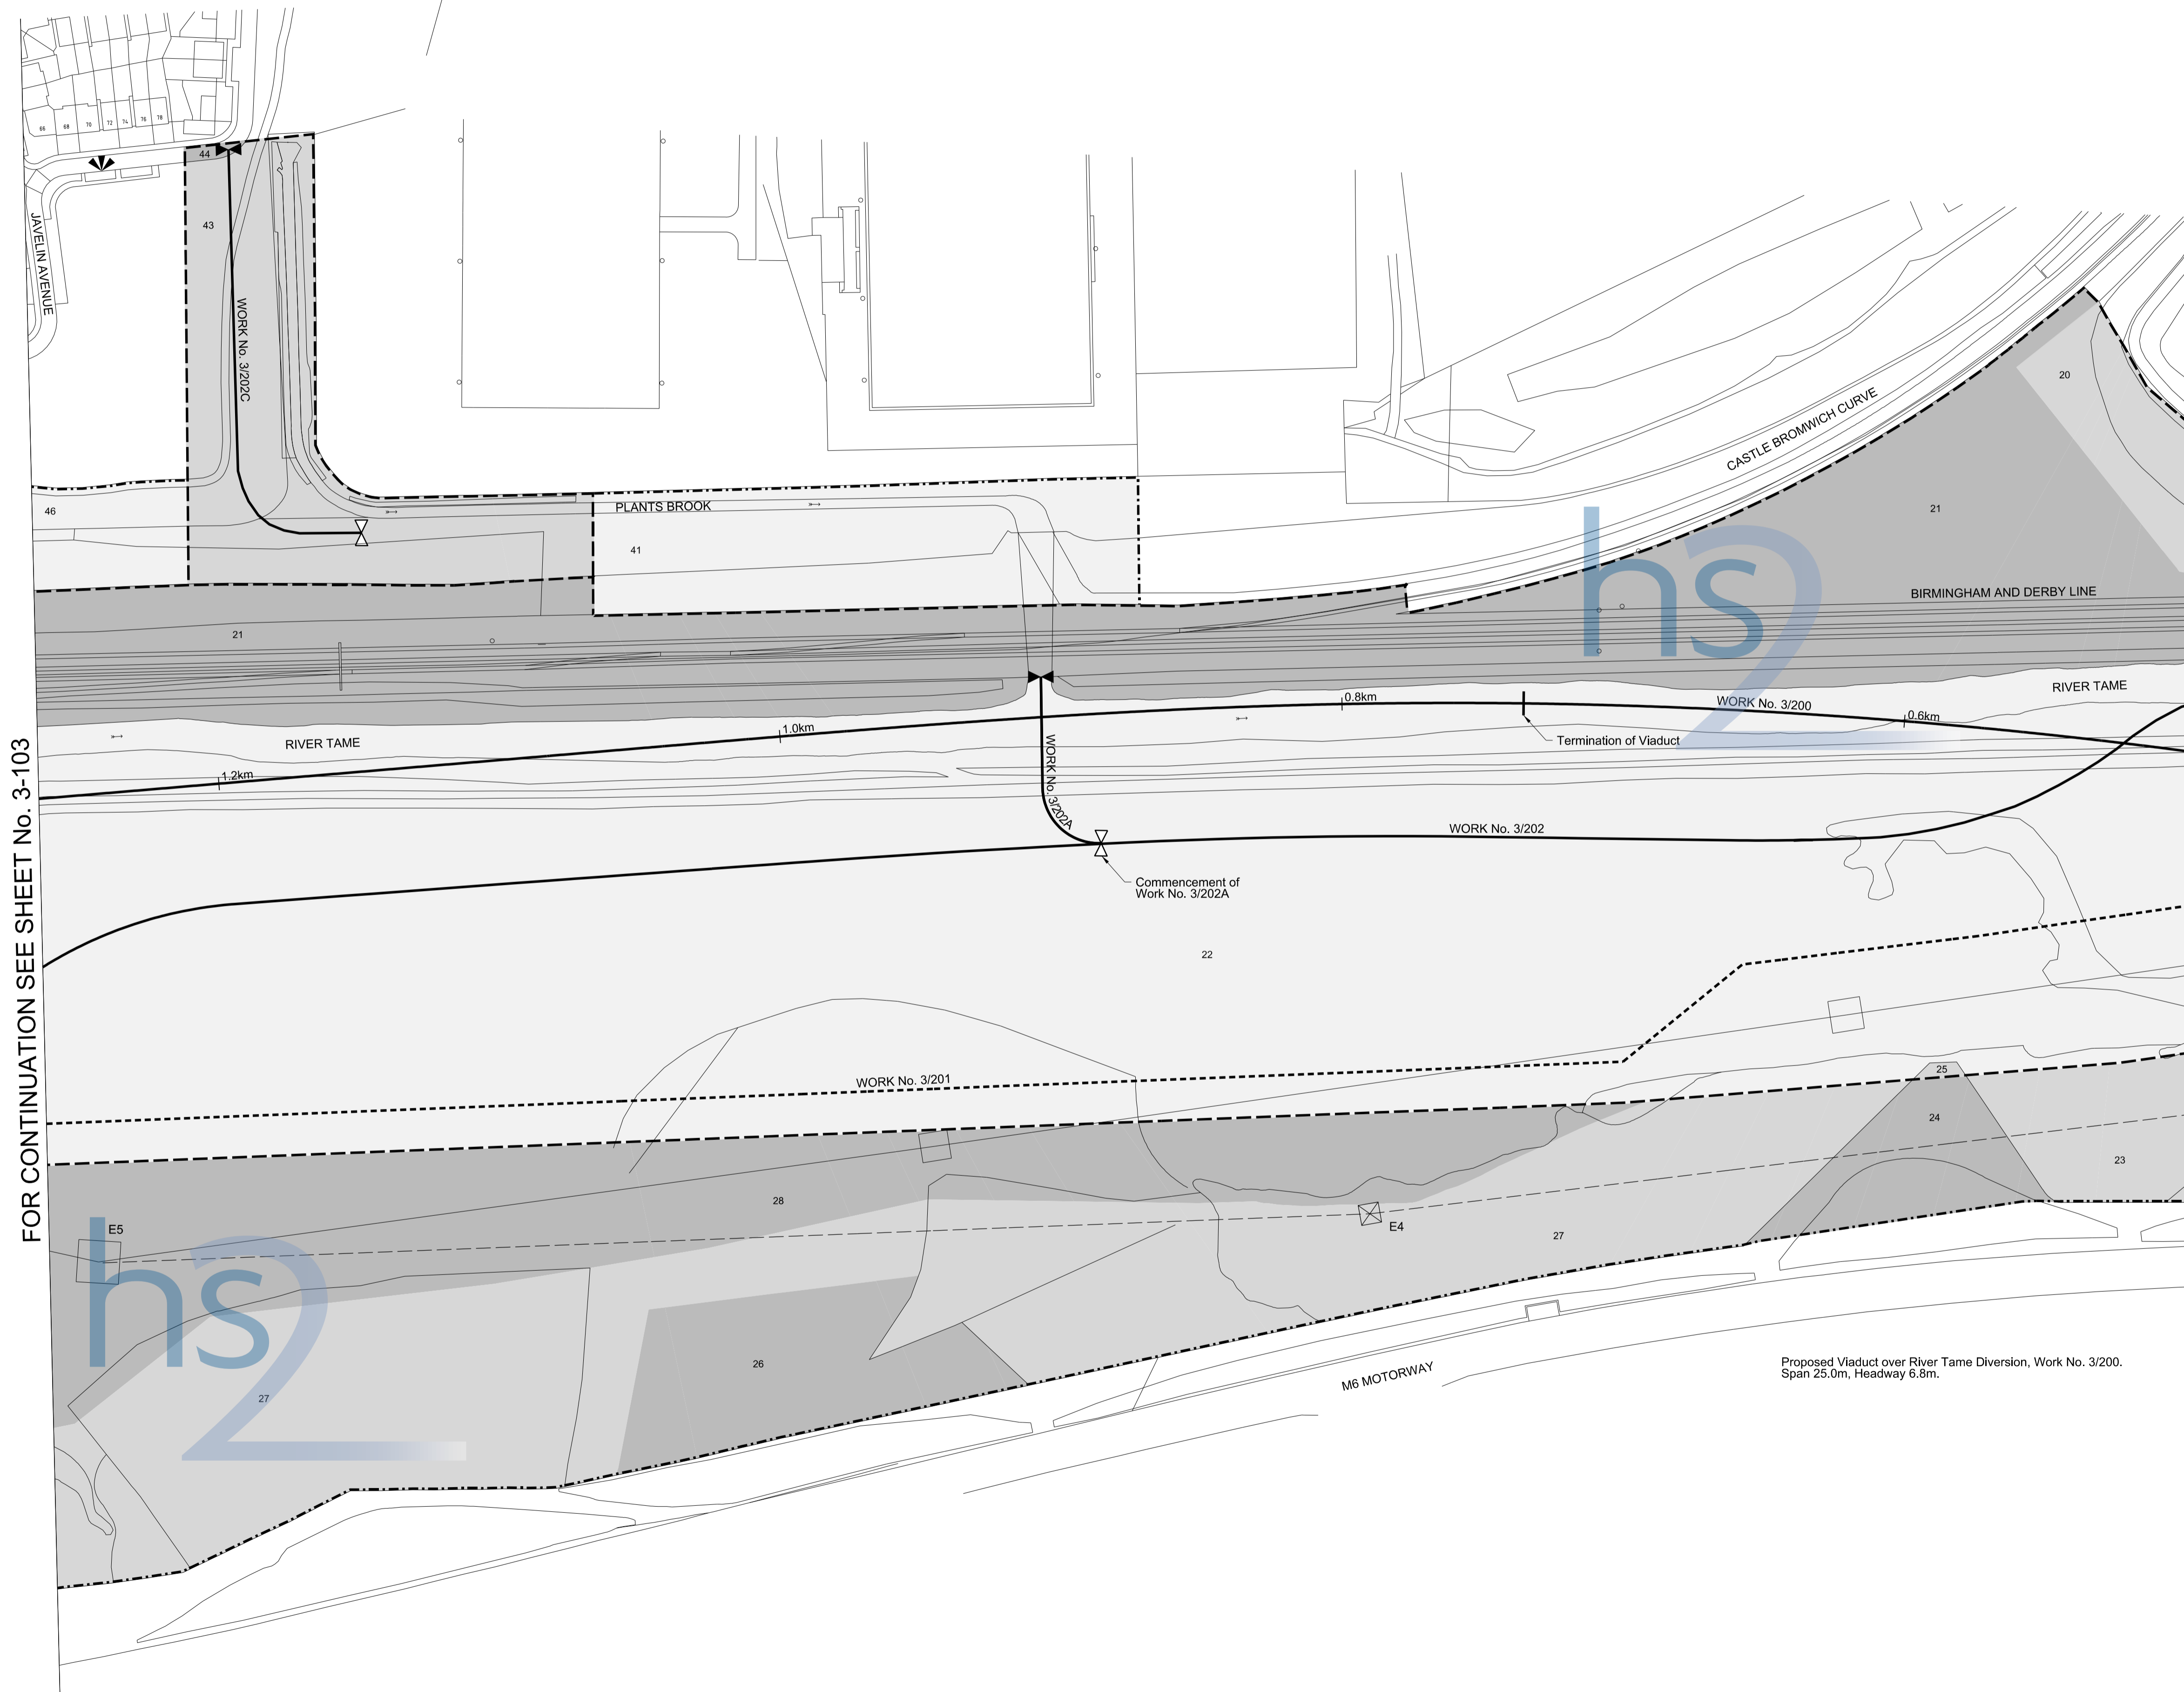 66
68
70
72
74
76
78
44
43
JAVELIN AVENUE
WORK No. 3/202C
20
CASTLE BROMWICH CURVE
46
PLANTS BROOK
41
21
hs2
BIRMINGHAM AND DERBY LINE
21
RIVER TAME
0.8km
WORK No. 3/200
0.6km
1.0km
RIVER TAME
Termination of Viaduct
1.2km
WORK No. 3/202A
WORK No. 3/202
Commencement of
Work No. 3/202A
FOR CONTINUATION SEE SHEET No. 3-103
22
WORK No. 3/201
25
24
23
28
E5
E4
27
hs2
26
27
M6 MOTORWAY
Proposed Viaduct over River Tame Diversion, Work No. 3/200.
Span 25.0m, Headway 6.8m.